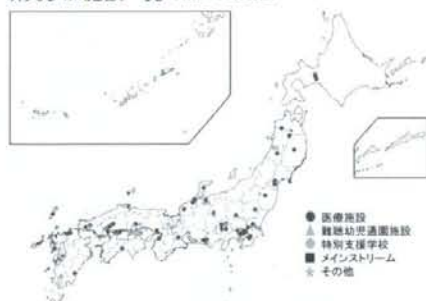 医療施設
難聴幼児通園施設
特別支援学校
メインストリーム
その他